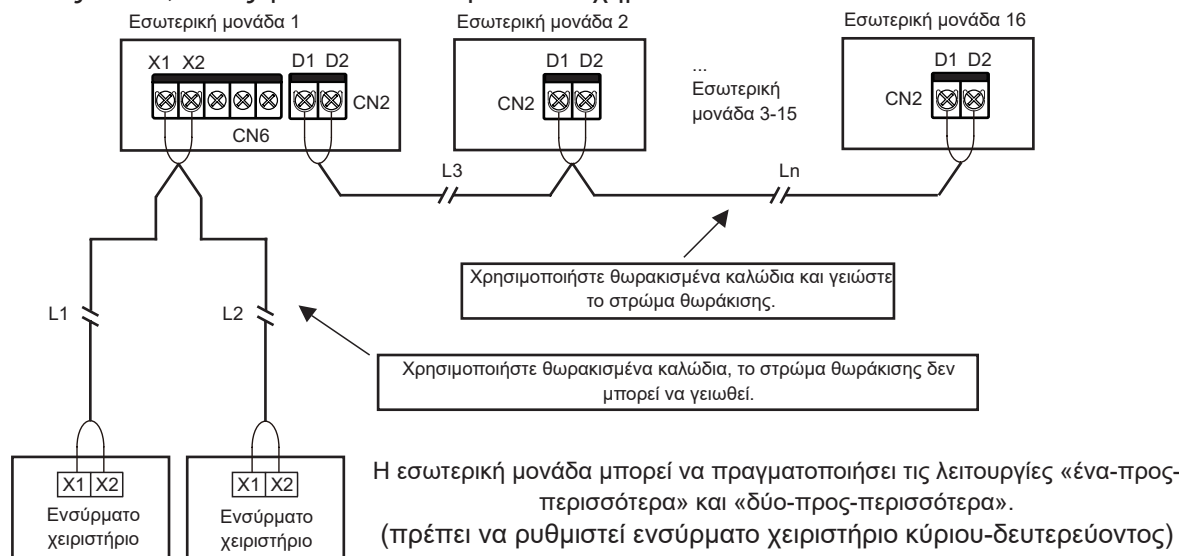 Εσωτερική μονάδα 1
Εσωτερική μονάδα 2
Εσωτερική μονάδα 16
X1 X2
D1 D2
CN2
CN6
D1 D2
CN2
...
Εσωτερική
μονάδα 3-15
D1 D2
CN2
L3
Ln
Χρησιμοποιήστε θωρακισμένα καλώδια και γειώστε
το στρώμα θωράκισης.
L1
L2
Χρησιμοποιήστε θωρακισμένα καλώδια, το στρώμα θωράκισης δεν
μπορεί να γειωθεί.
X1 X2
Ενσύρματο
χειριστήριο
X1 X2
Ενσύρματο
χειριστήριο
Η εσωτερική μονάδα μπορεί να πραγματοποιήσει τις λειτουργίες «ένα-προς-
περισσότερα» και «δύο-προς-περισσότερα».
(πρέπει να ρυθμιστεί ενσύρματο χειριστήριο κύριου-δευτερεύοντος)